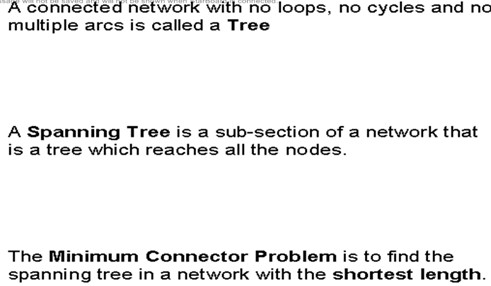 A connected network with no loops, no cycles and no
multiple arcs is called a Tree
A Spanning Tree is a sub-section of a network that
is a tree which reaches all the nodes.
The Minimum Connector Problem is to find the
spanning tree in a network with the shortest length.